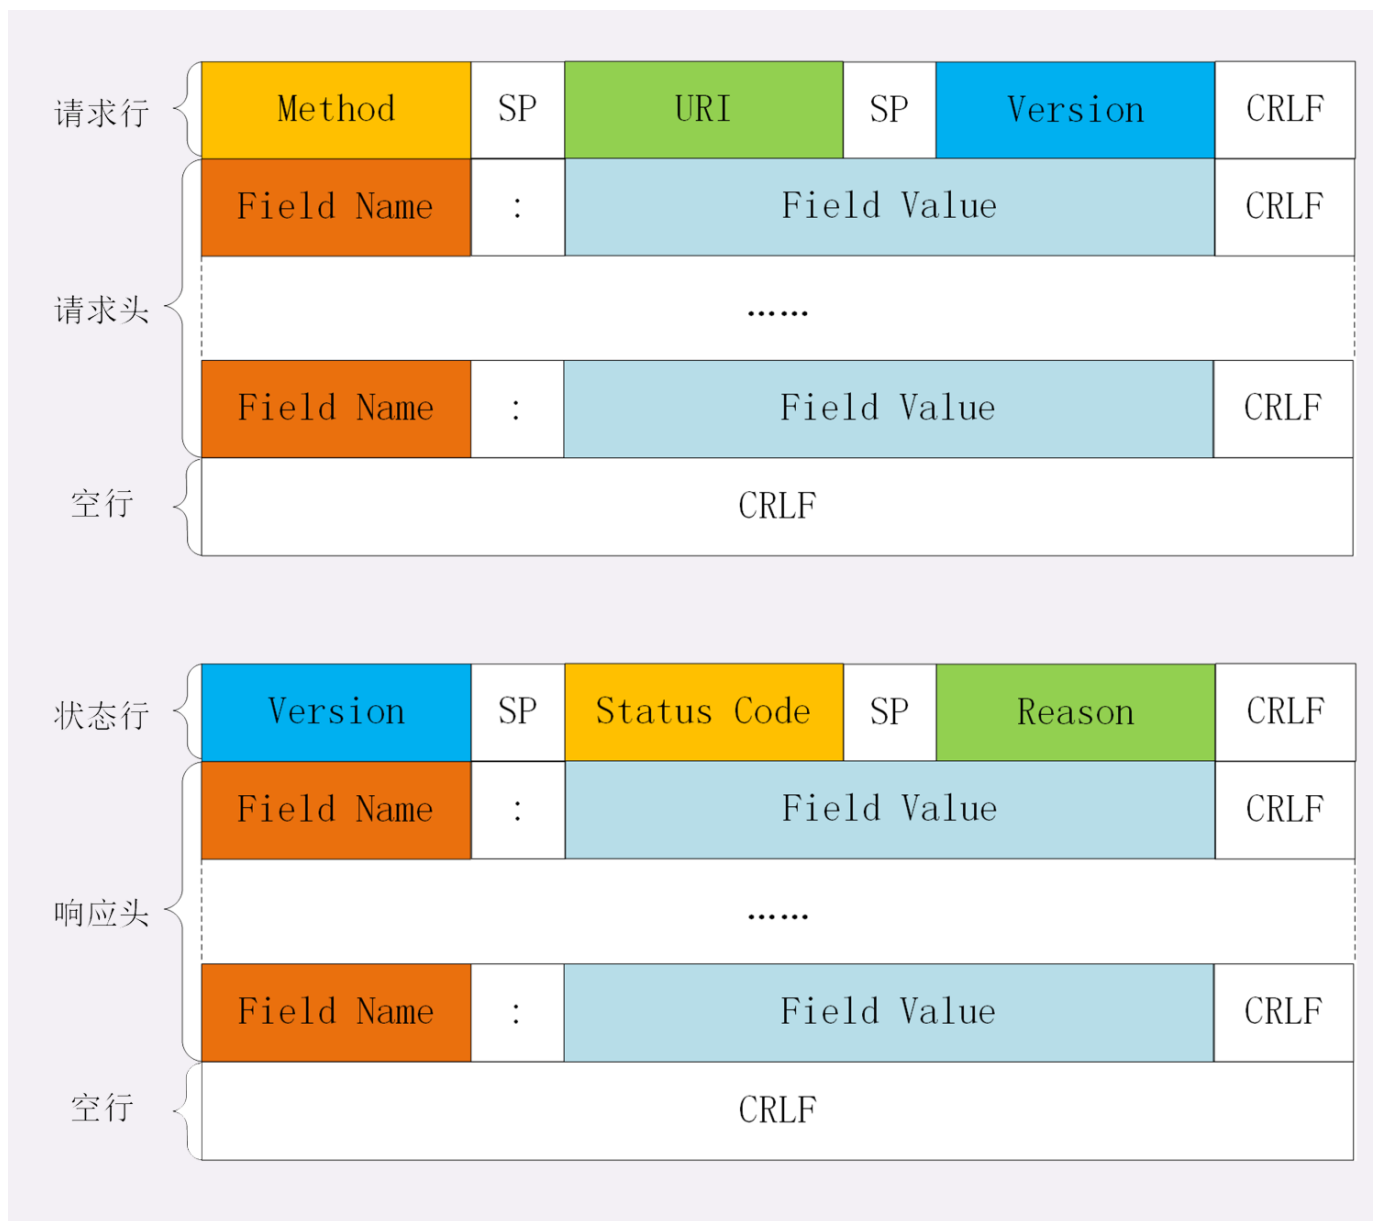 请求行 Method SP URI SP Version CRLF
Field Name : Field Value CRLF
请求头 ……
Field Name : Field Value CRLF
空行 CRLF
状态行 Version SP Status Code SP Reason CRLF
Field Name : Field Value CRLF
响应头 ……
Field Name : Field Value CRLF
空行 CRLF